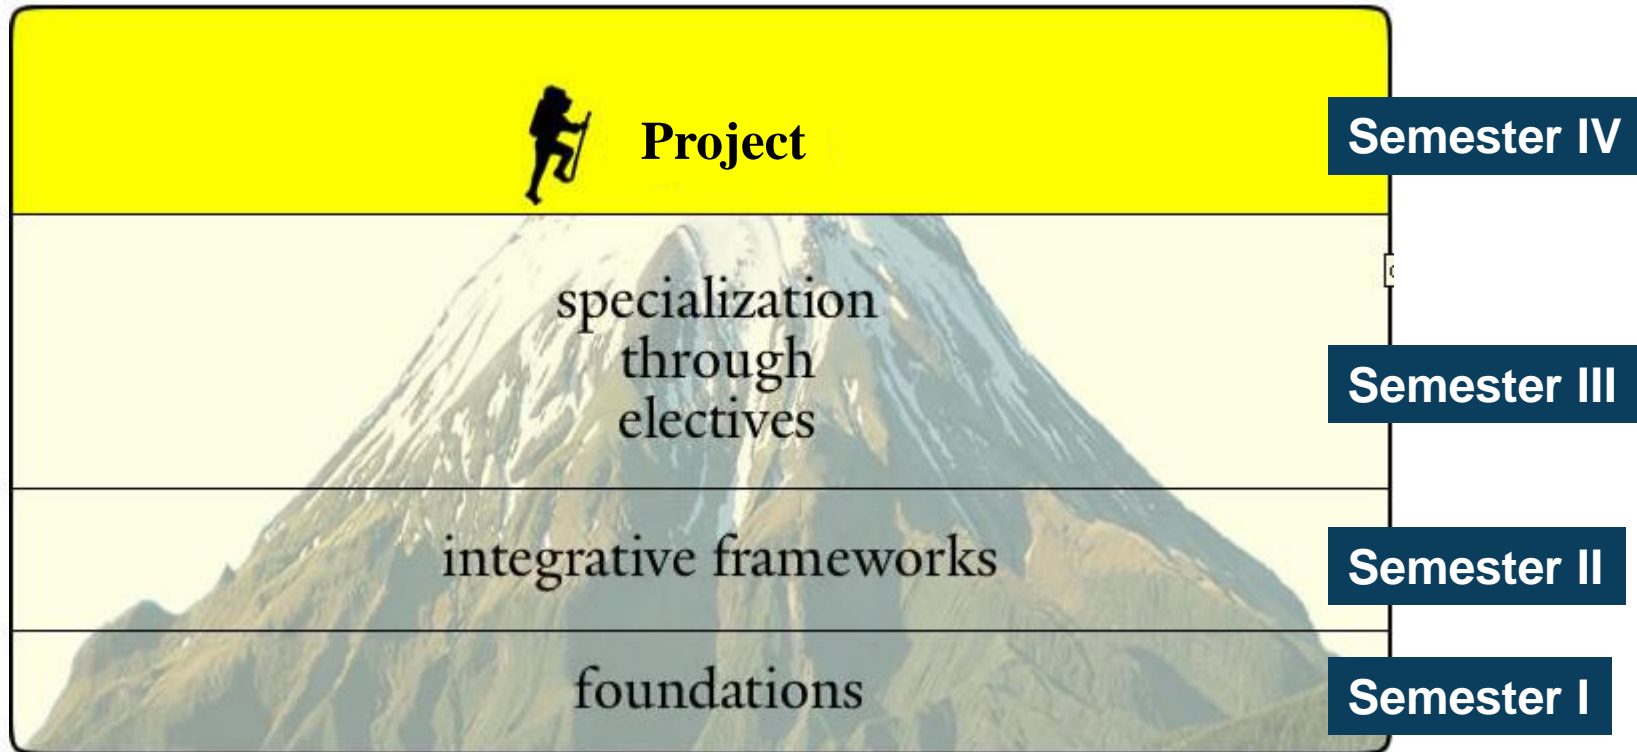 Project
Semester IV
specialization
through
electives
Semester III
integrative frameworks
Semester II
foundations
Semester I